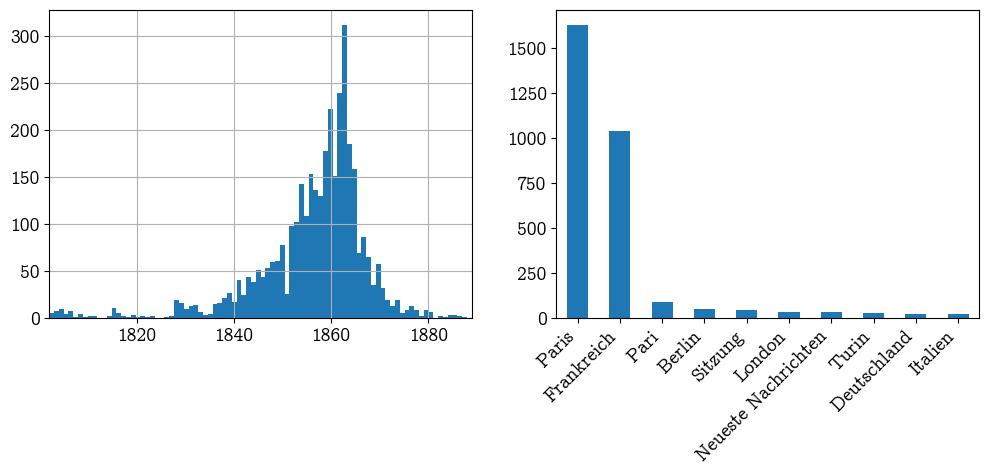 300
250
200
150
100
50
0
1820 1840 1860 1880
1500
1250
1000
750
500
250
0
Paris
Frankreich
Pari
Berlin
Sitzung
London
Neueste Nachrichten
Turin
Deutschland
Italien